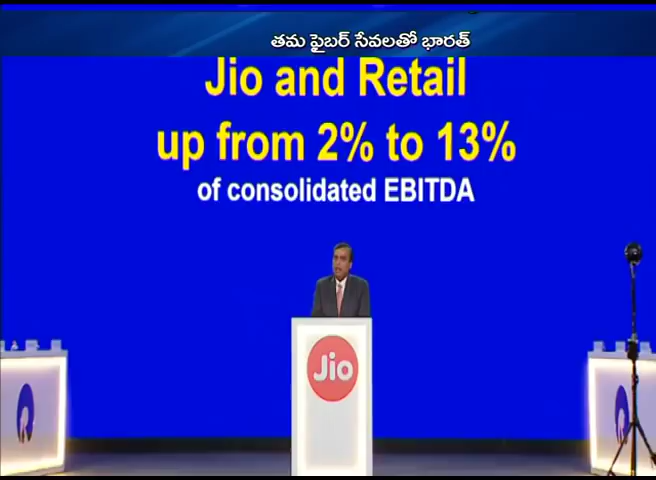 తమ ఫైబర్ సేవలతో భారత్
Jio and Retail
up from 2% to 13%
of consolidated EBITDA
Jio